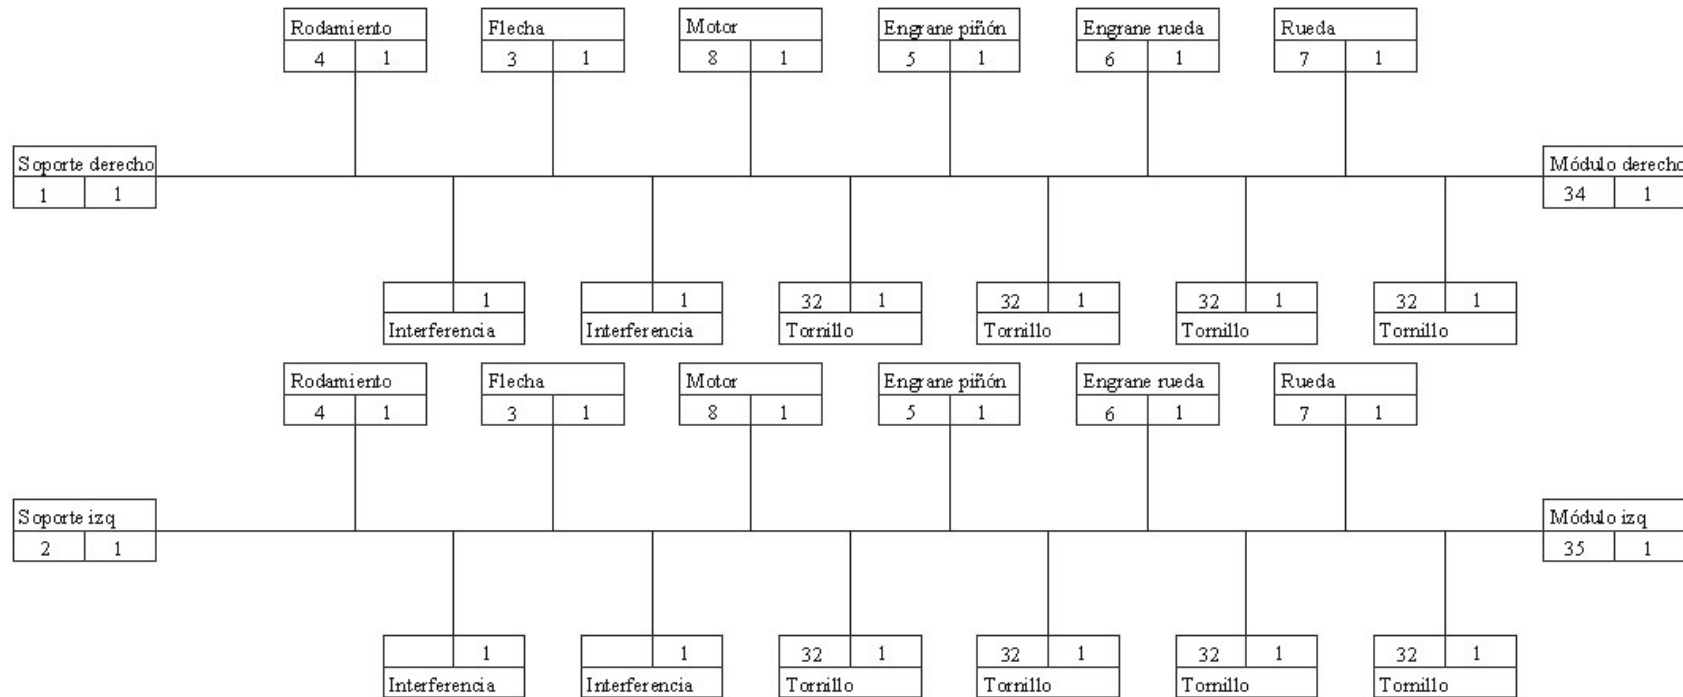 Rodamiento Flecha Motor Engrane piñón Engrane rueda Rueda
4 1 3 1 8 1 5 1 6 1 7 1
Soporte derecho Módulo derecho
1 1 34 1
1 1 32 1 32 1 32 1 32 1
Interferencia Interferencia Tornillo Tornillo Tornillo Tornillo
Rodamiento Flecha Motor Engrane piñón Engrane rueda Rueda
4 1 3 1 8 1 5 1 6 1 7 1
Soporte izq Módulo izq
2 1 35 1
1 1 32 1 32 1 32 1 32 1
Interferencia Interferencia Tornillo Tornillo Tornillo Tornillo